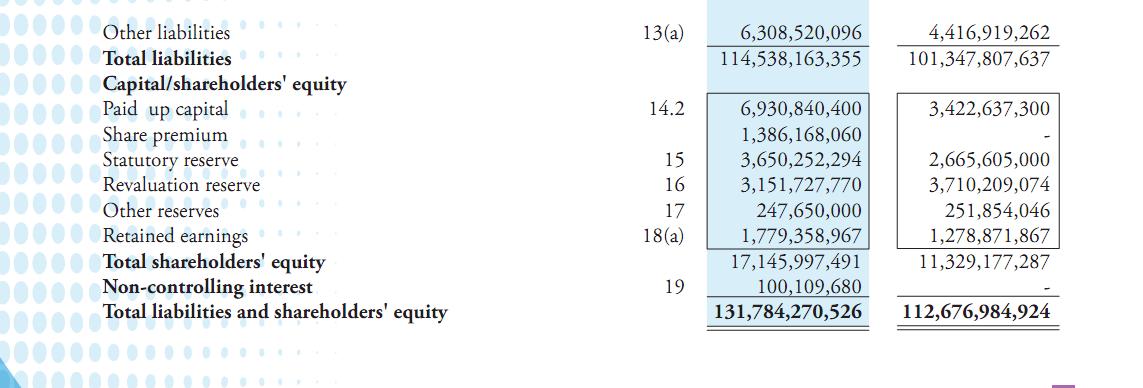 Other liabilities 13(a) 6,308,520,096 4,416,919,262
Total liabilities 114,538,163,355 101,347,807,637
Capital/shareholders' equity
Paid up capital 14.2 6,930,840,400 3,422,637,300
Share premium 1,386,168,060 -
Statutory reserve 15 3,650,252,294 2,665,605,000
Revaluation reserve 16 3,151,727,770 3,710,209,074
Other reserves 17 247,650,000 251,854,046
Retained earnings 18(a) 1,779,358,967 1,278,871,867
Total shareholders' equity 17,145,997,491 11,329,177,287
Non-controlling interest 19 100,109,680 -
Total liabilities and shareholders' equity 131,784,270,526 112,676,984,924